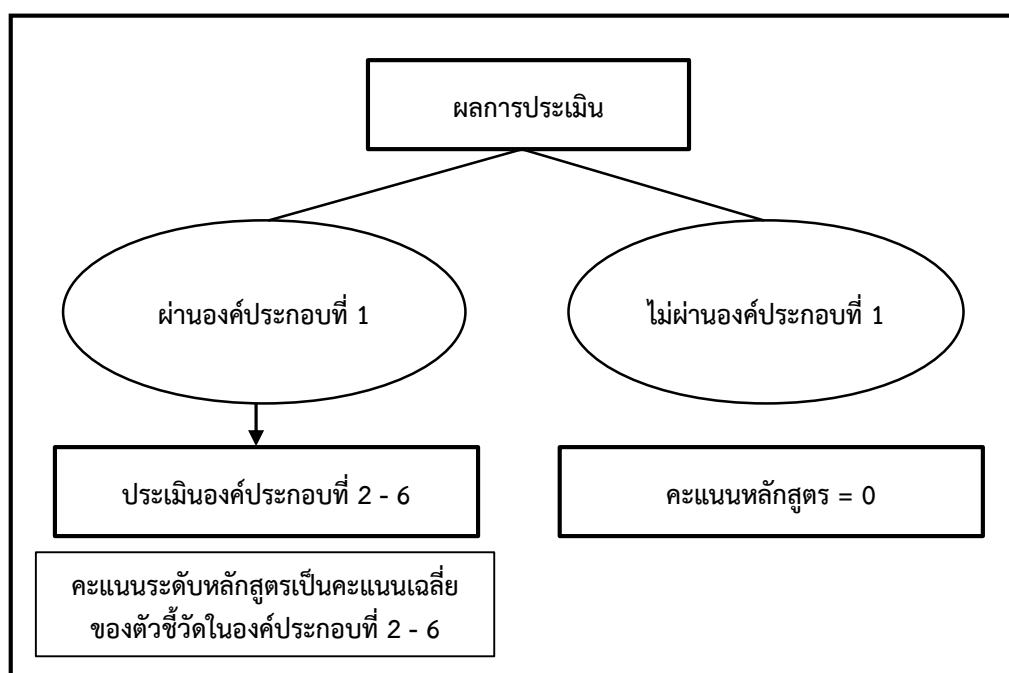 ผลการประเมิน
ผ่านองค์ประกอบที่ 1
ไม่ผ่านองค์ประกอบที่ 1
ประเมินองค์ประกอบที่ 2 - 6
คะแนนหลักสูตร = 0
คะแนนระดับหลักสูตรเป็นคะแนนเฉลี่ย
ของตัวชี้วัดในองค์ประกอบที่ 2 - 6